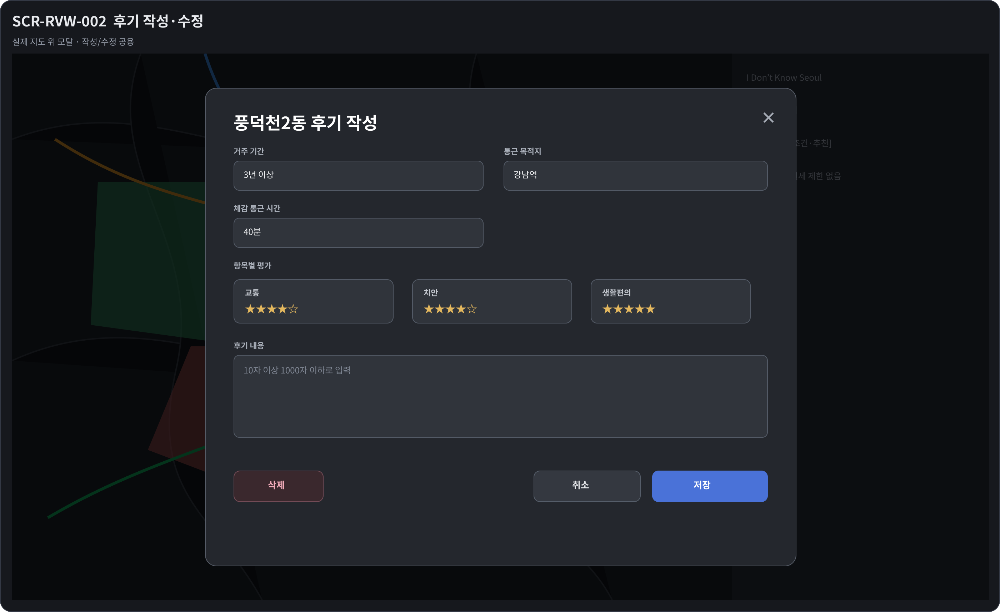 SCR-RVW-002 후기 작성·수정
실제 지도 위 모달 · 작성/수정 공용
I Don’t Know Seoul
조건·추천]
세 제한 없음
풍덕천2동 후기 작성
×
거주 기간
통근 목적지
3년 이상
강남역
체감 통근 시간
40분
항목별 평가
교통
치안
생활편의
★★★★☆
★★★★☆
★★★★★
후기 내용
10자 이상 1000자 이하로 입력
삭제
취소
저장